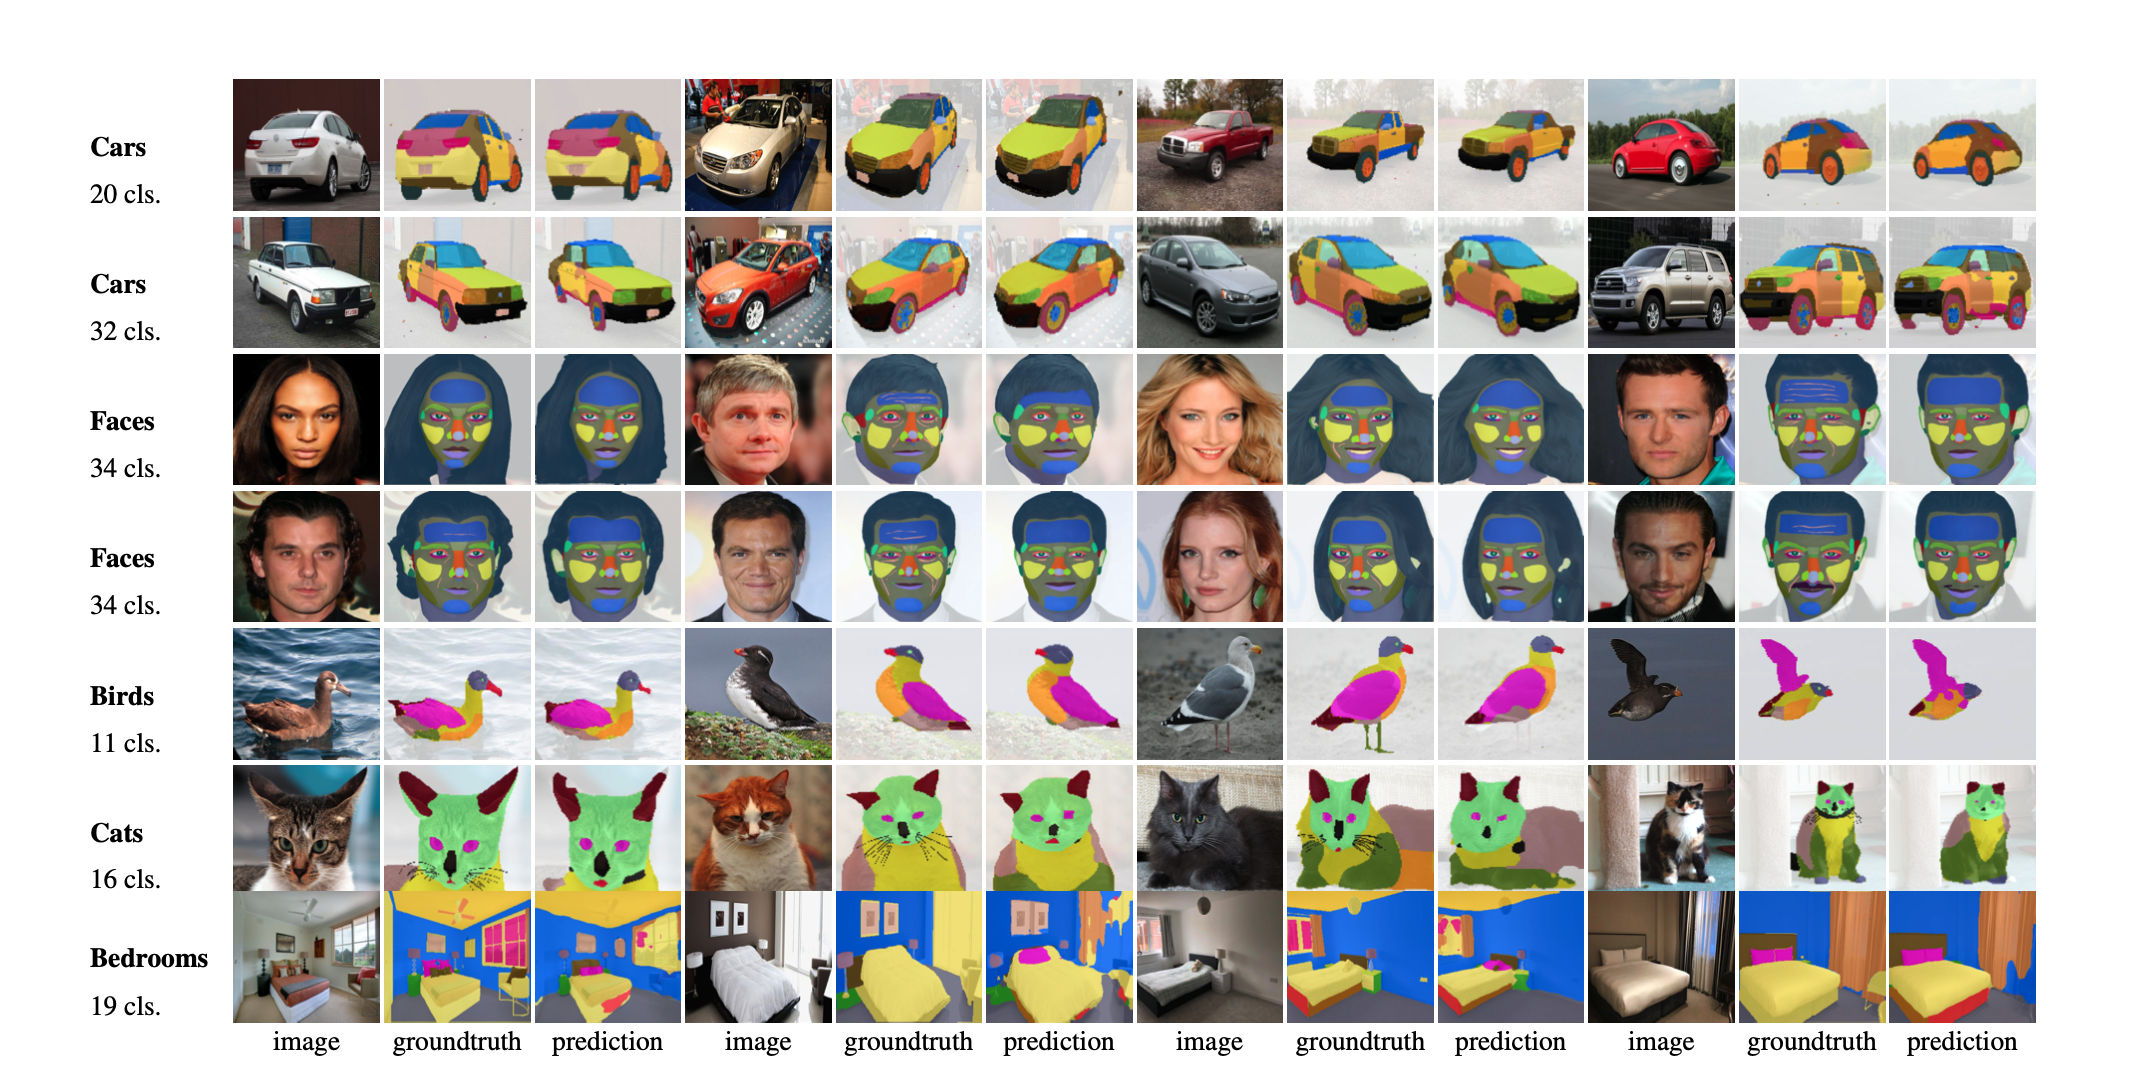 Cars
20 cls.
Cars
32 cls.
Faces
34 cls.
Faces
34 cls.
Birds
11 cls.
Cats
16 cls.
Bedrooms
19 cls.
image groundtruth prediction image groundtruth prediction image groundtruth prediction image groundtruth prediction